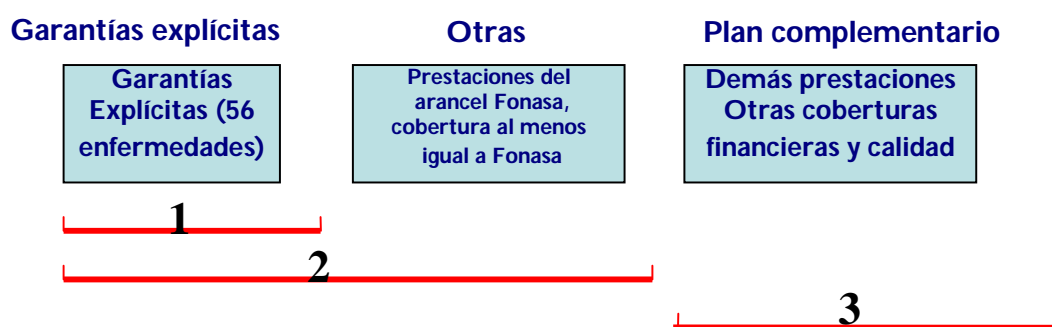 Garantías explícitas
Otras
Plan complementario
Garantías
Explícitas (56
enfermedades)
Prestaciones del
arancel Fonasa,
cobertura al menos
igual a Fonasa
Demás prestaciones
Otras coberturas
financieras y calidad
1
2
3